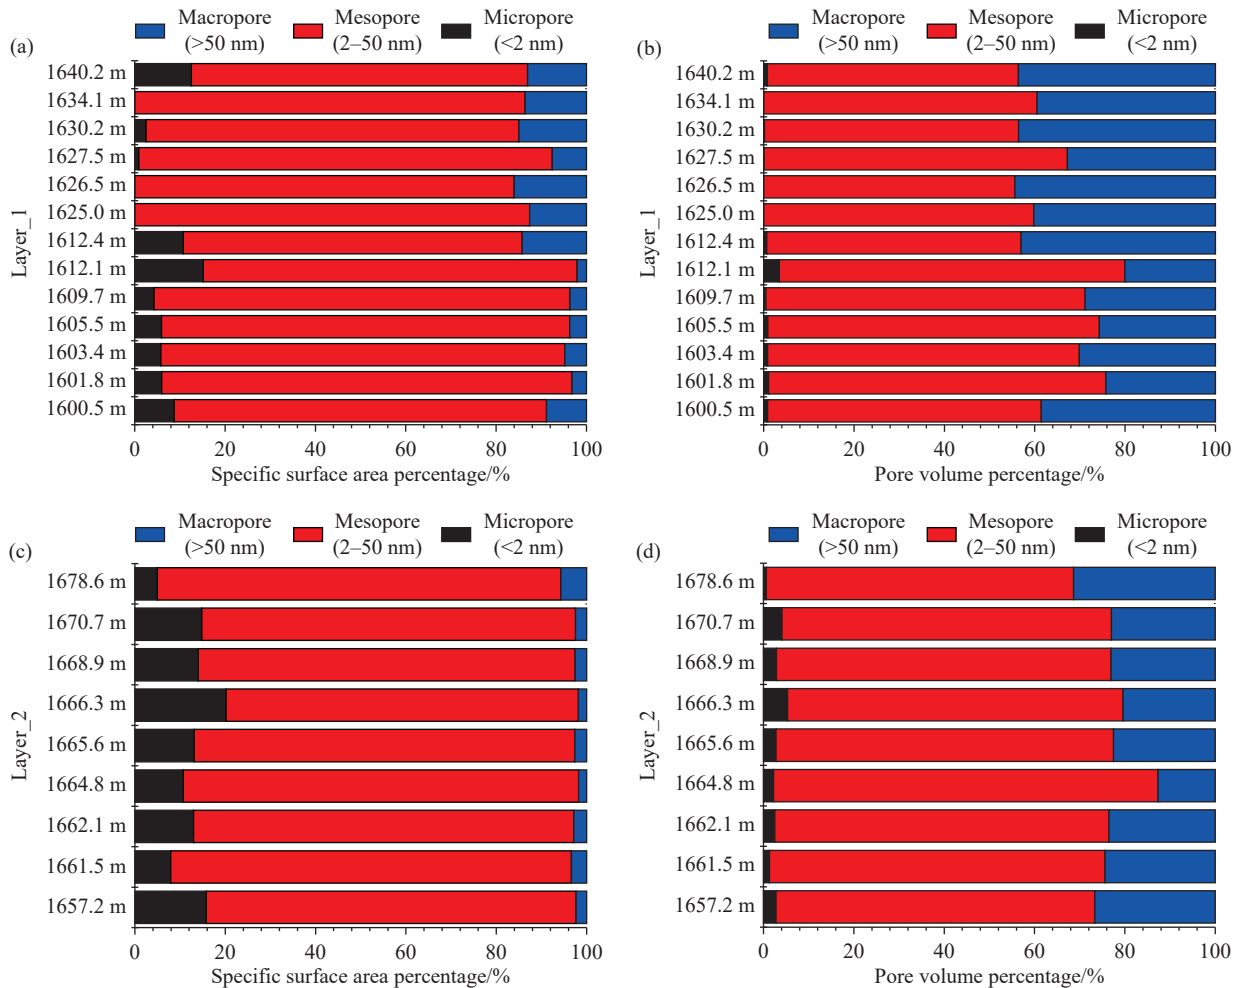 (a)
Macropore
(>50 nm)
Mesopore
(2–50 nm)
Micropore
(<2 nm)
Layer_1
1640.2 m
1634.1 m
1630.2 m
1627.5 m
1626.5 m
1625.0 m
1612.4 m
1612.1 m
1609.7 m
1605.5 m
1603.4 m
1601.8 m
1600.5 m
0 20 40 60 80 100
Specific surface area percentage/%
(b)
Macropore
(>50 nm)
Mesopore
(2–50 nm)
Micropore
(<2 nm)
Layer_1
1640.2 m
1634.1 m
1630.2 m
1627.5 m
1626.5 m
1625.0 m
1612.4 m
1612.1 m
1609.7 m
1605.5 m
1603.4 m
1601.8 m
1600.5 m
0 20 40 60 80 100
Pore volume percentage/%
(c)
Macropore
(>50 nm)
Mesopore
(2–50 nm)
Micropore
(<2 nm)
Layer_2
1678.6 m
1670.7 m
1668.9 m
1666.3 m
1665.6 m
1664.8 m
1662.1 m
1661.5 m
1657.2 m
0 20 40 60 80 100
Specific surface area percentage/%
(d)
Macropore
(>50 nm)
Mesopore
(2–50 nm)
Micropore
(<2 nm)
Layer_2
1678.6 m
1670.7 m
1668.9 m
1666.3 m
1665.6 m
1664.8 m
1662.1 m
1661.5 m
1657.2 m
0 20 40 60 80 100
Pore volume percentage/%